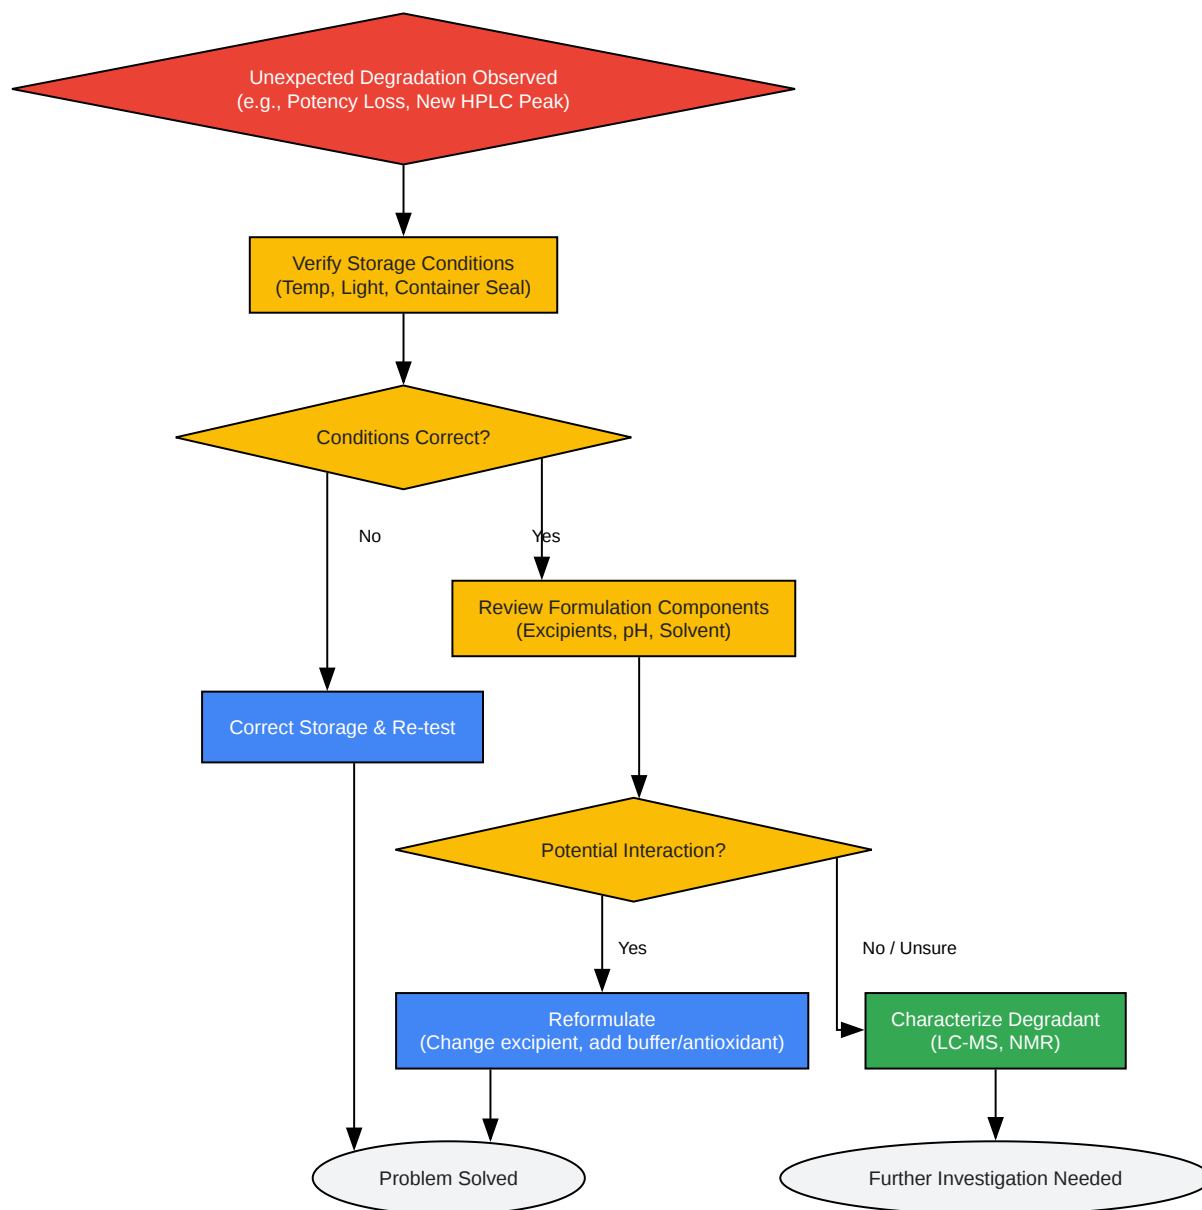 Unexpected Degradation Observed
(e.g., Potency Loss, New HPLC Peak)
Verify Storage Conditions
(Temp, Light, Container Seal)
Conditions Correct?
No
Yes
Review Formulation Components
(Excipients, pH, Solvent)
Correct Storage & Re-test
Potential Interaction?
Yes
No / Unsure
Reformulate
(Change excipient, add buffer/antioxidant)
Characterize Degradant
(LC-MS, NMR)
Problem Solved
Further Investigation Needed